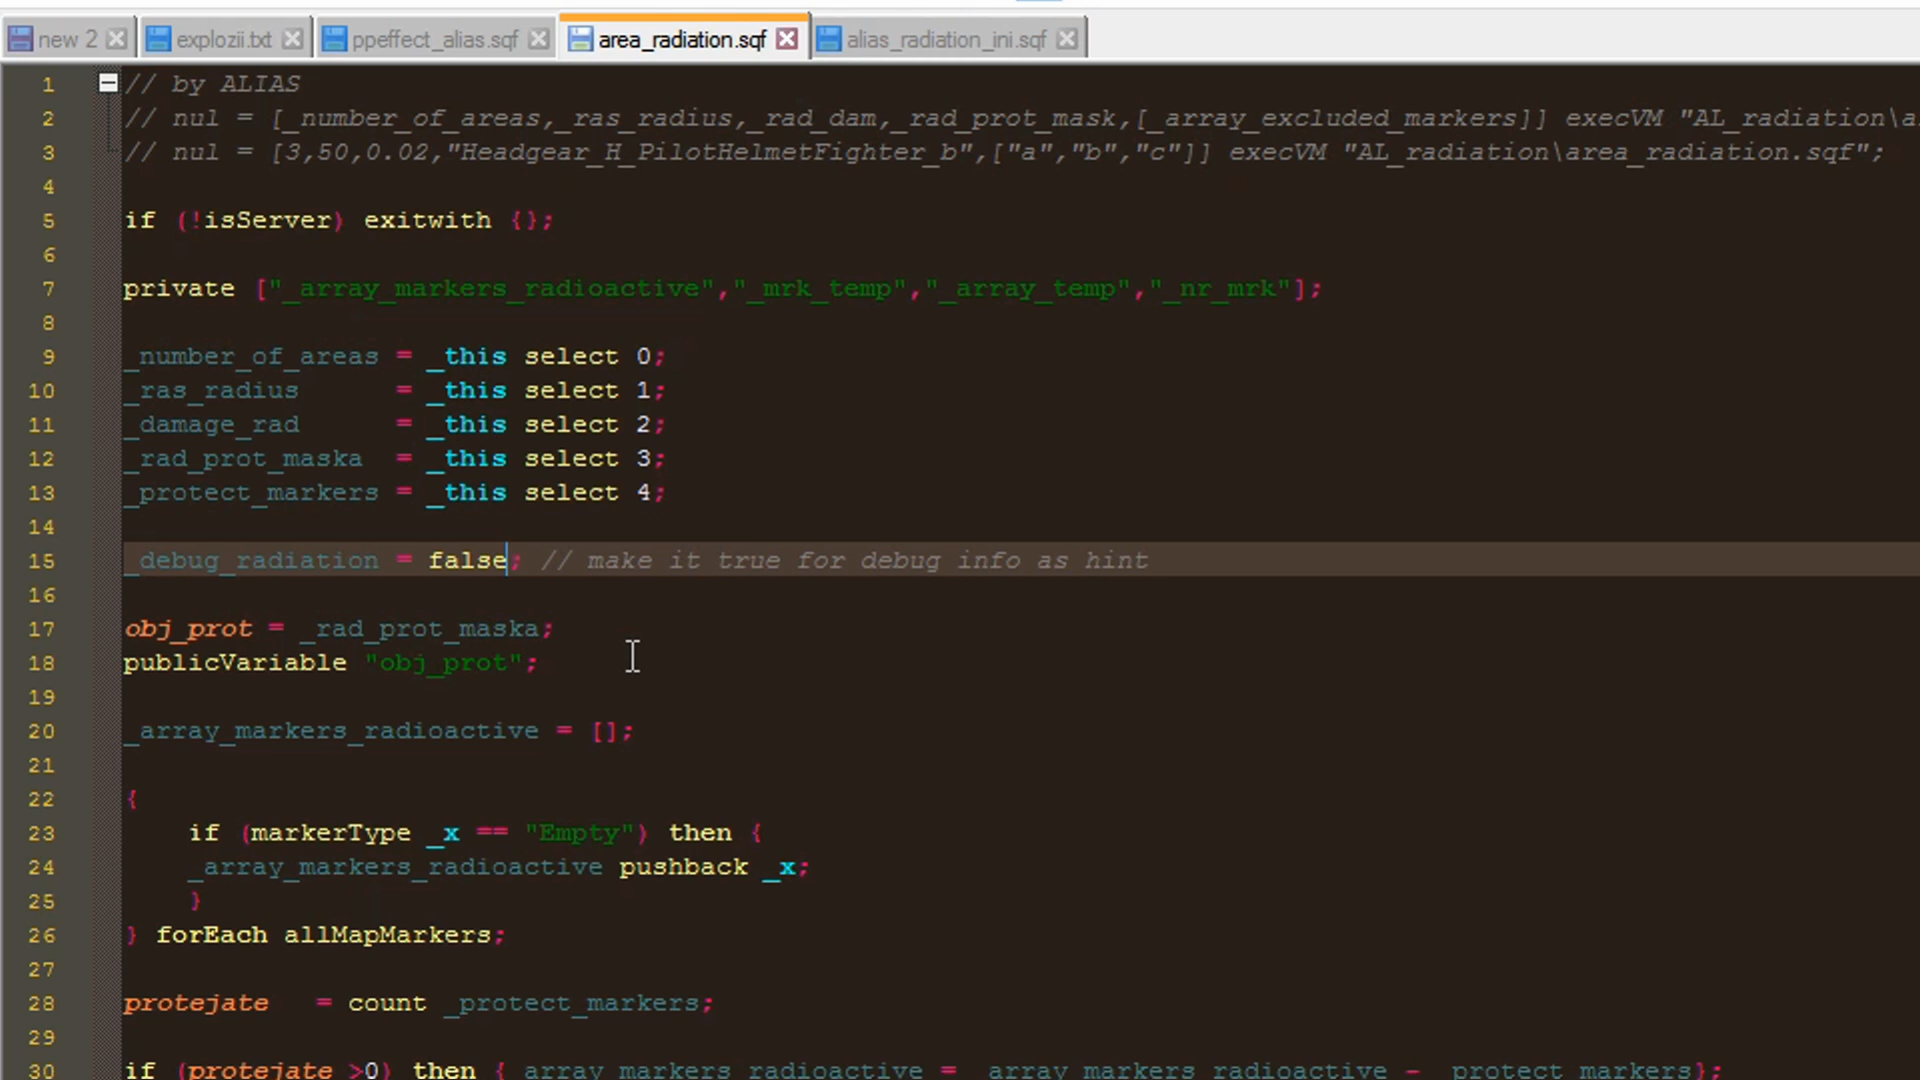 new 2 explozii.txt ppeffect_alias.sqf area_radiation.sqf alias_radiation_ini.sqf
1 // by ALIAS
2 // nul = [_number_of_areas,_ras_radius,_rad_dam,_rad_prot_mask,[_array_excluded_markers]] execVM "AL_radiation\a
3 // nul = [3,50,0.02,"Headgear_H_PilotHelmetFighter_b",["a","b","c"]] execVM "AL_radiation\area_radiation.sqf";
4
5 if (!isServer) exitwith {};
6
7 private ["_array_markers_radioactive","_mrk_temp","_array_temp","_nr_mrk"];
8
9 _number_of_areas = _this select 0;
10 _ras_radius = _this select 1;
11 _damage_rad = _this select 2;
12 _rad_prot_maska = _this select 3;
13 _protect_markers = _this select 4;
14
15 _debug_radiation = false; // make it true for debug info as hint
16
17 obj_prot = _rad_prot_maska;
18 publicVariable "obj_prot";
19
20 _array_markers_radioactive = [];
21
22 {
23 if (markerType _x == "Empty") then {
24 _array_markers_radioactive pushback _x;
25 }
26 } forEach allMapMarkers;
27
28 protejate = count _protect_markers;
29
30 if (protejate >0) then {_array_markers_radioactive = _array_markers_radioactive - _protect_markers};